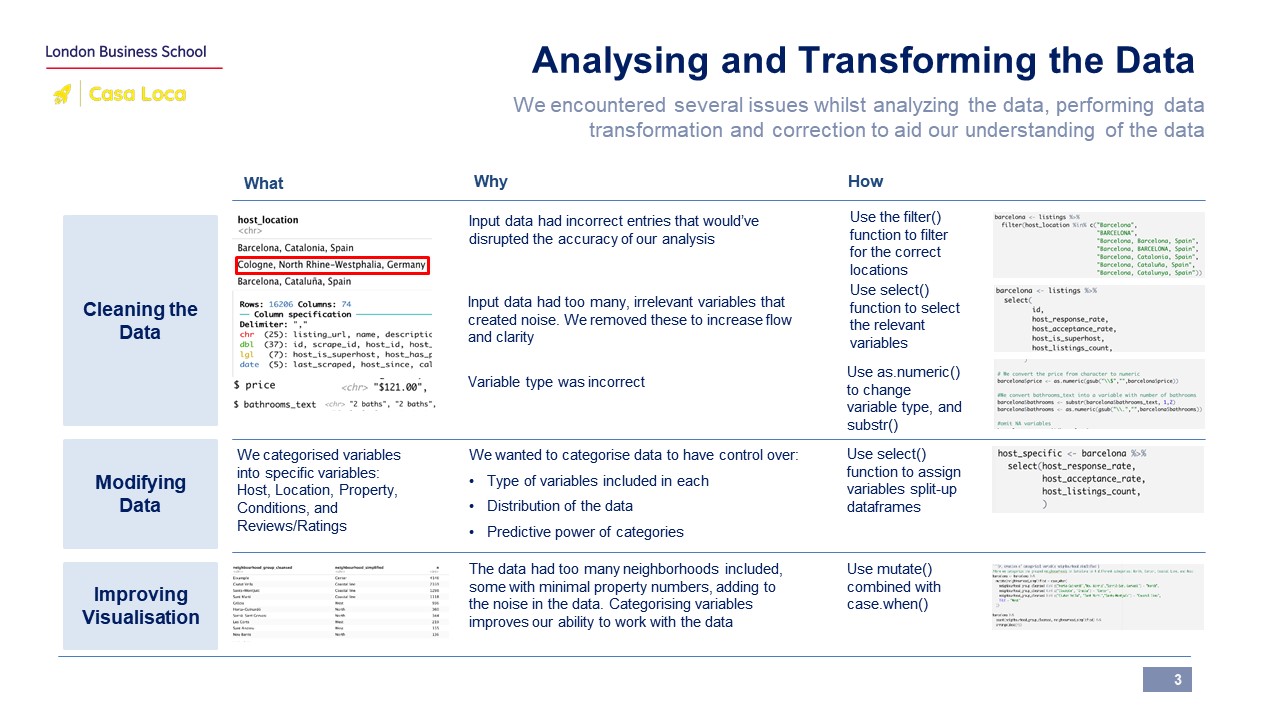 London Business School
Casa Loca
Analysing and Transforming the Data
We encountered several issues whilst analyzing the data, performing data
transformation and correction to aid our understanding of the data
What
Why
How
Cleaning the
Data
host_location
<chr>
Barcelona, Catalonia, Spain
Cologne, North Rhine-Westphalia, Germany
Barcelona, Cataluña, Spain
Input data had incorrect entries that would've
disrupted the accuracy of our analysis
Use the filter()
function to filter
for the correct
locations
barcelona <- listings %>%
filter(host_location %in% c("Barcelona",
"BARCELONA",
"Barcelona, Barcelona, Spain",
"Barcelona, BARCELONA, Spain",
"Barcelona, Catalonia, Spain",
"Barcelona, Cataluña, Spain",
"Barcelona, Catalunya, Spain"))
Rows: 16206 Columns: 74
── Column specification
Delimiter: ","
chr (25): listing_url, name, descriptic
dbl (37): id, scrape_id, host_id, host_
lgl (7): host_is_superhost, host_has_p
date (5): last_scraped, host_since, cal
Input data had too many, irrelevant variables that
created noise. We removed these to increase flow
and clarity
Use select()
function to select
the relevant
variables
barcelona <- listings %>%
select(
id,
host_response_rate,
host_acceptance_rate,
host_is_superhost,
host_listings_count,
$ price <chr> "$121.00",
$ bathrooms_text <chr> "2 baths", "2 baths",
Variable type was incorrect
Use as.numeric()
to change
variable type, and
substr()
# We convert the price from character to numeric
barcelona$price <- as.numeric(gsub("\\$","",barcelona$price))
#We convert bathrooms_text into a variable with number of bathrooms
barcelona$bathrooms <- substr(barcelona$bathrooms_text, 1,2)
barcelona$bathrooms <- as.numeric(gsub("\\.","",barcelona$bathrooms))
#omit NA variables
Modifying
Data
We categorised variables
into specific variables:
Host, Location, Property,
Conditions, and
Reviews/Ratings
We wanted to categorise data to have control over:
• Type of variables included in each
• Distribution of the data
• Predictive power of categories
Use select()
function to assign
variables split-up
dataframes
host_specific <- barcelona %>%
select(host_response_rate,
host_acceptance_rate,
host_listings_count,
)
Improving
Visualisation
neighbourhood_group_cleansed neighbourhood_simplified n
Eixample Center
Ciutat Vella Coastal line
Sants-Montjuïc Coastal line
Sant Martí Coastal line
Gràcia West
Horta-Guinardó North
Sarrià-Sant Gervasi North
Les Corts West
Sant Andreu West
Nou Barris North
The data had too many neighborhoods included,
some with minimal property numbers, adding to
the noise in the data. Categorising variables
improves our ability to work with the data
Use mutate()
combined with
case.when()
3